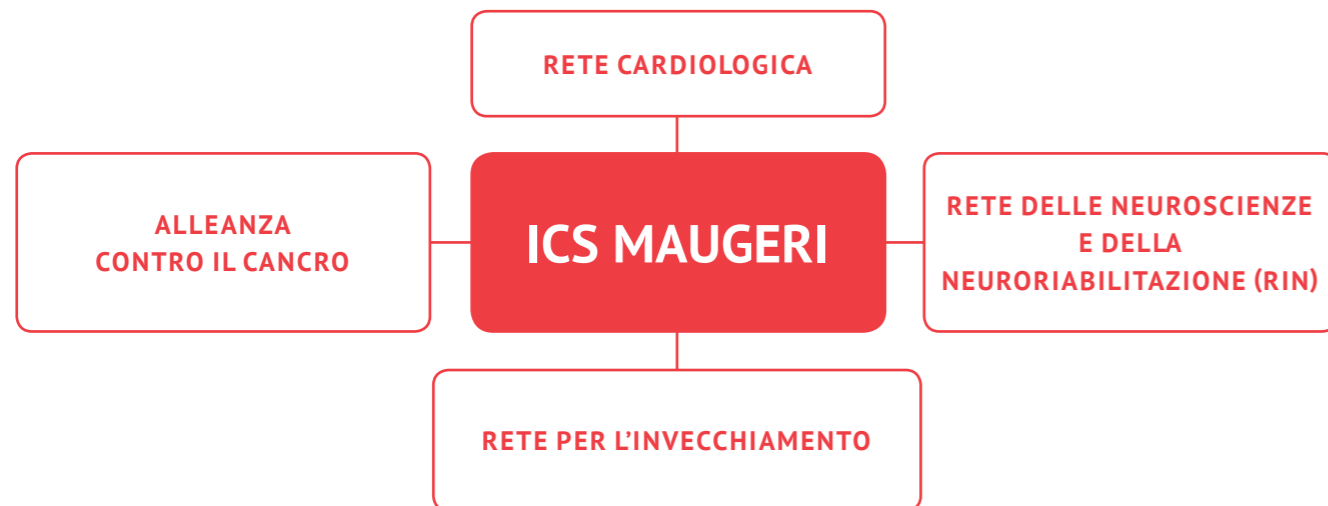 RETE CARDIOLOGICA
ALLEANZA
CONTRO IL CANCRO
ICS MAUGERI
RETE DELLE NEUROSCIENZE
E DELLA
NEURORIABILITAZIONE (RIN)
RETE PER L’INVECCHIAMENTO